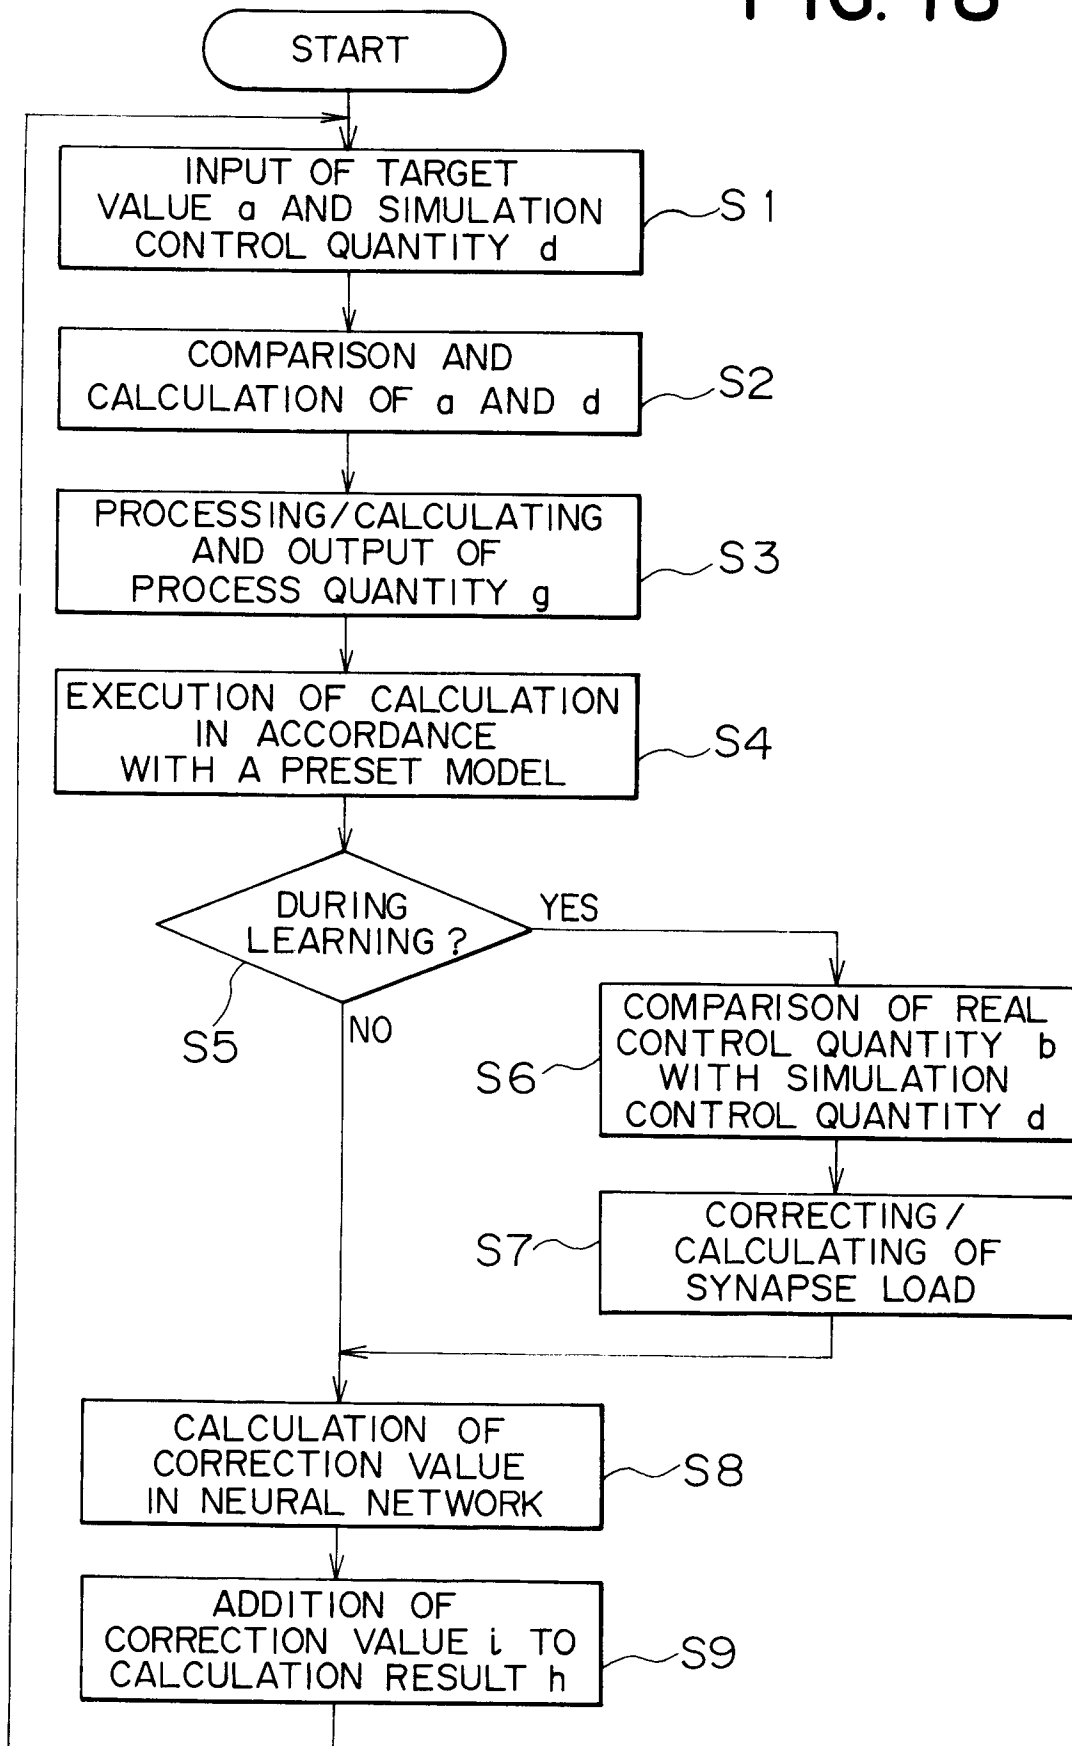 START
INPUT OF TARGET
VALUE a AND SIMULATION
CONTROL QUANTITY d
S1
COMPARISON AND
CALCULATION OF a AND d
S2
PROCESSING/CALCULATING
AND OUTPUT OF
PROCESS QUANTITY g
S3
EXECUTION OF CALCULATION
IN ACCORDANCE
WITH A PRESET MODEL
S4
DURING
LEARNING?
YES
S5
NO
COMPARISON OF REAL
CONTROL QUANTITY b
WITH SIMULATION
CONTROL QUANTITY d
S6
CORRECTING/
CALCULATING OF
SYNAPSE LOAD
S7
CALCULATION OF
CORRECTION VALUE
IN NEURAL NETWORK
S8
ADDITION OF
CORRECTION VALUE i TO
CALCULATION RESULT h
S9